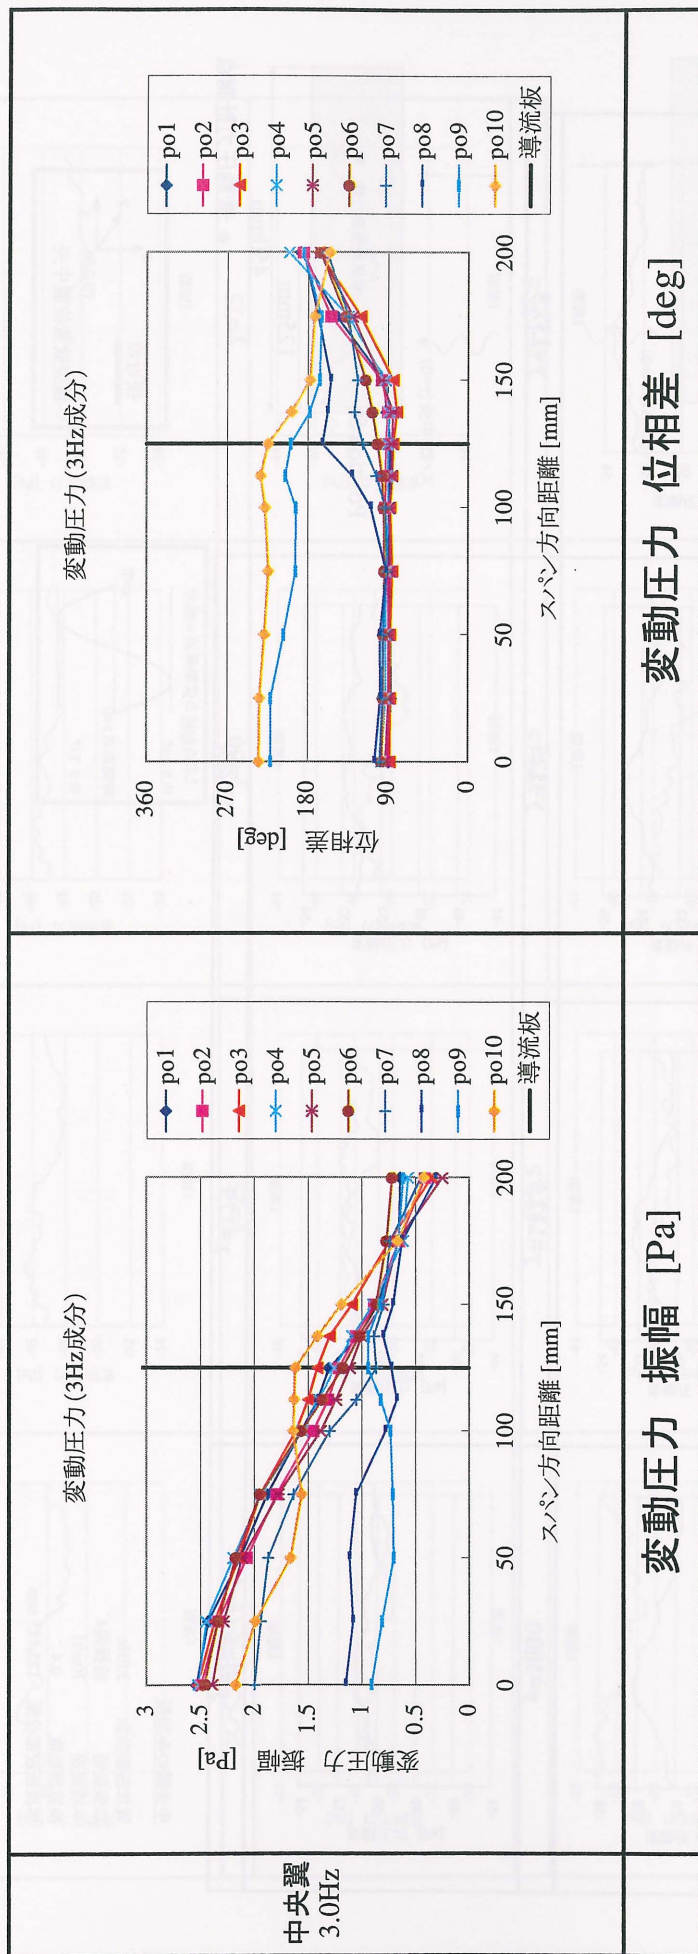 中央翼
3.0Hz
変動圧力(3Hz成分)
変動圧力 振幅 [Pa]
3
2.5
2
1.5
1
0.5
0
0
50
100
150
200
スパン方向距離 [mm]
po1
po2
po3
po4
po5
po6
po7
po8
po9
po10
導流板
変動圧力 振幅 [Pa]
変動圧力(3Hz成分)
位相差 [deg]
360
270
180
90
0
0
50
100
150
200
スパン方向距離 [mm]
po1
po2
po3
po4
po5
po6
po7
po8
po9
po10
導流板
変動圧力 位相差 [deg]